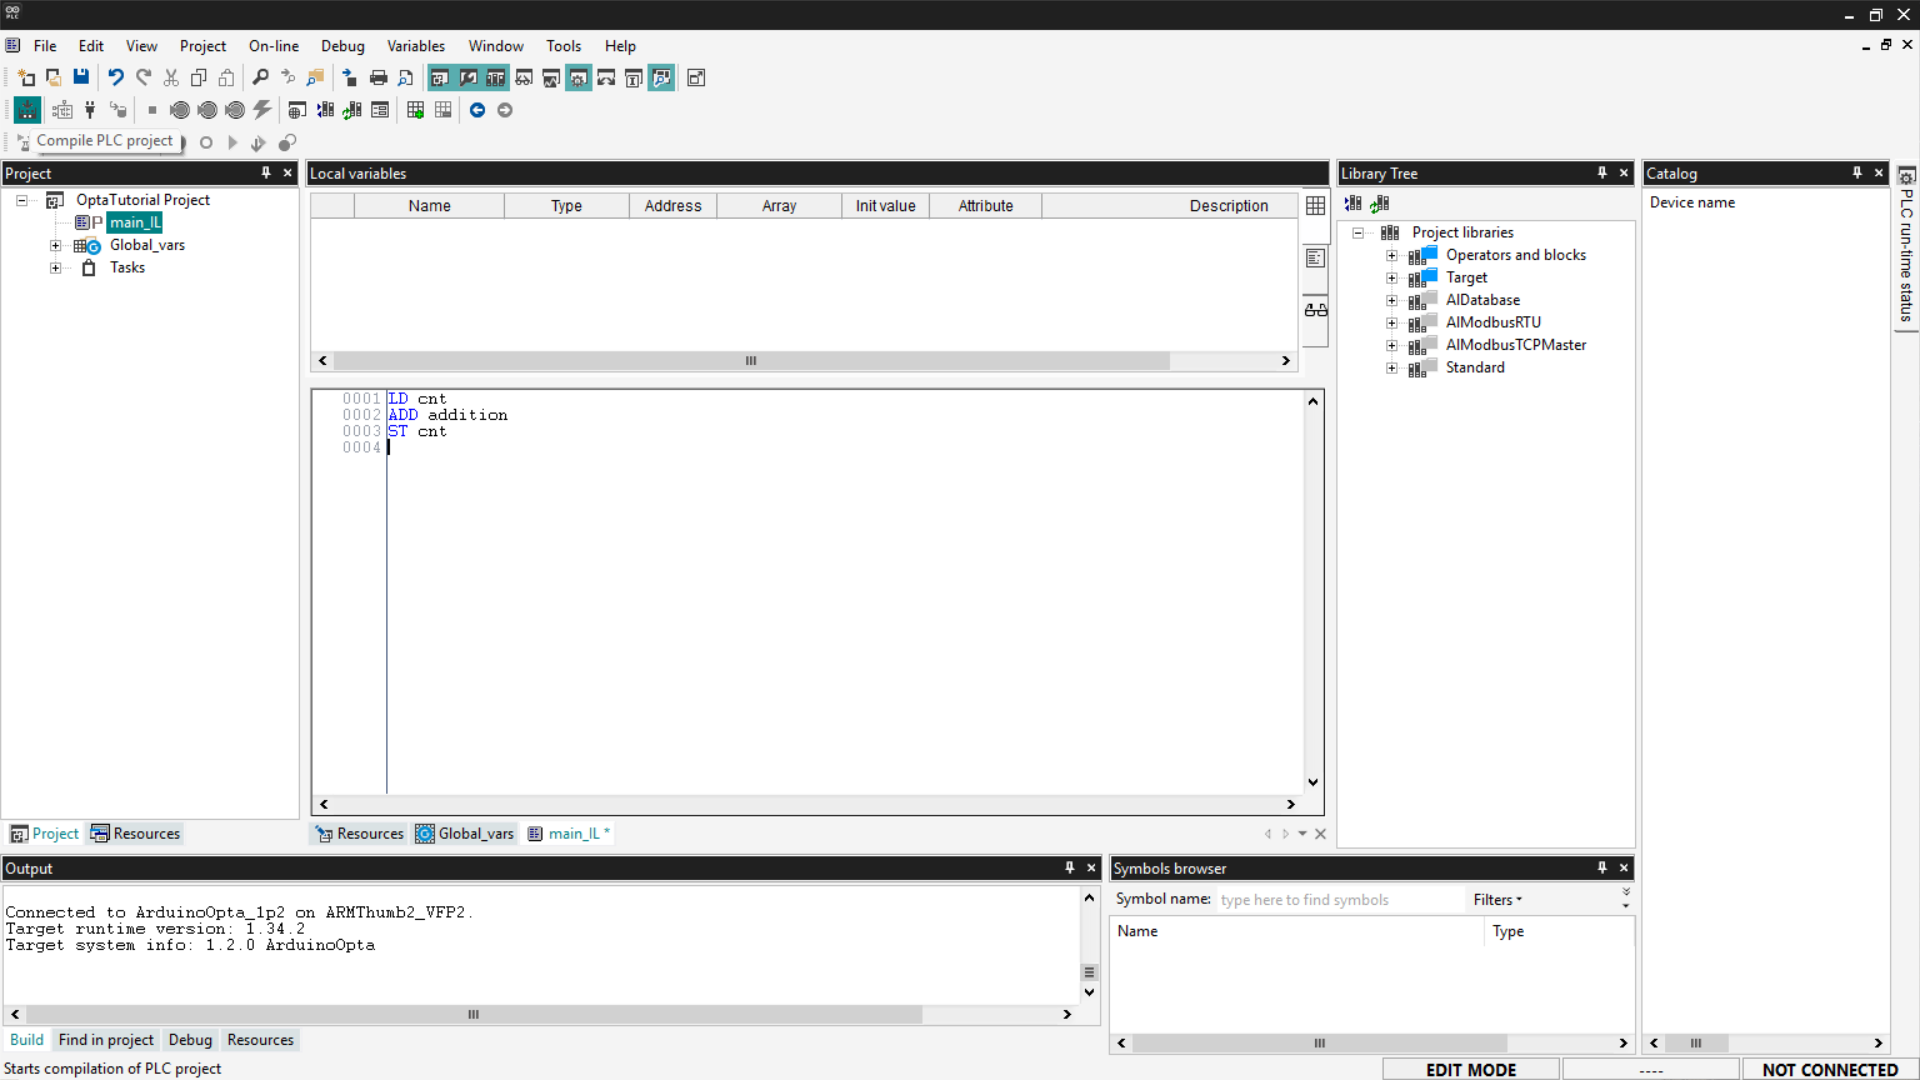 PLC
File Edit View Project On-line Debug Variables Window Tools Help
Compile PLC project
Project
OptaTutorial Project
main_IL
Global_vars
Tasks
Project Resources
Local variables
Name Type Address Array Init value Attribute Description
0001 LD cnt
0002 ADD addition
0003 ST cnt
0004
Resources Global_vars main_IL *
Library Tree
Project libraries
Operators and blocks
Target
AlDatabase
AlModbusRTU
AlModbusTCPMaster
Standard
Catalog
Device name
PLC run-time status
Output
Connected to ArduinoOpta_1p2 on ARMThumb2_VFP2.
Target runtime version: 1.34.2
Target system info: 1.2.0 ArduinoOpta
Build Find in project Debug Resources
Symbols browser
Symbol name: type here to find symbols Filters
Name Type
Starts compilation of PLC project
EDIT MODE ---- NOT CONNECTED